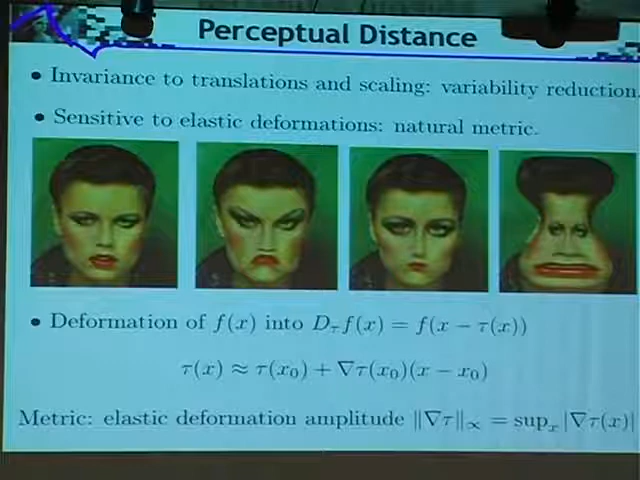 Perceptual Distance
• Invariance to translations and scaling: variability reduction.
• Sensitive to elastic deformations: natural metric.
• Deformation of f(x) into D_τ f(x) = f(x − τ(x))
τ(x) ≈ τ(x₀) + ∇τ(x₀)(x − x₀)
Metric: elastic deformation amplitude ‖∇τ‖_∞ = sup_x |∇τ(x)|